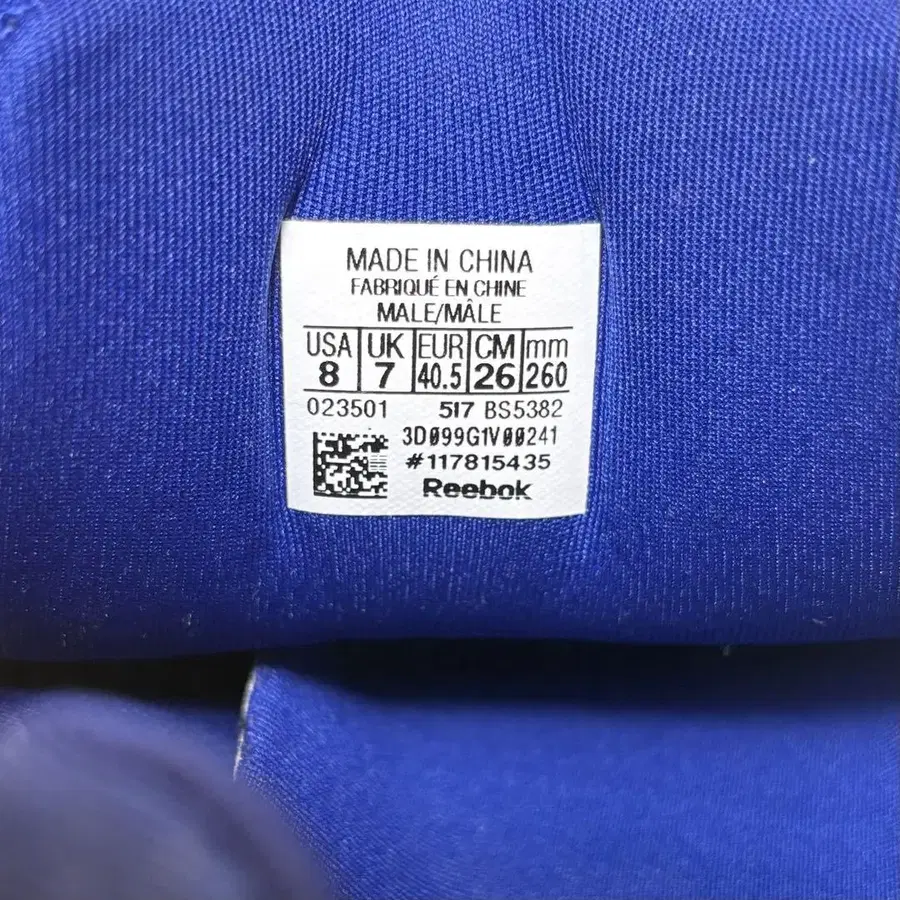 MADE IN CHINA
FABRIQUÉ EN CHINE
MALE/MÂLE
USA UK EUR CM mm
8 7 40.5 26 260
023501 517 BS5382
3D099G1V00241
#117815435
Reebok